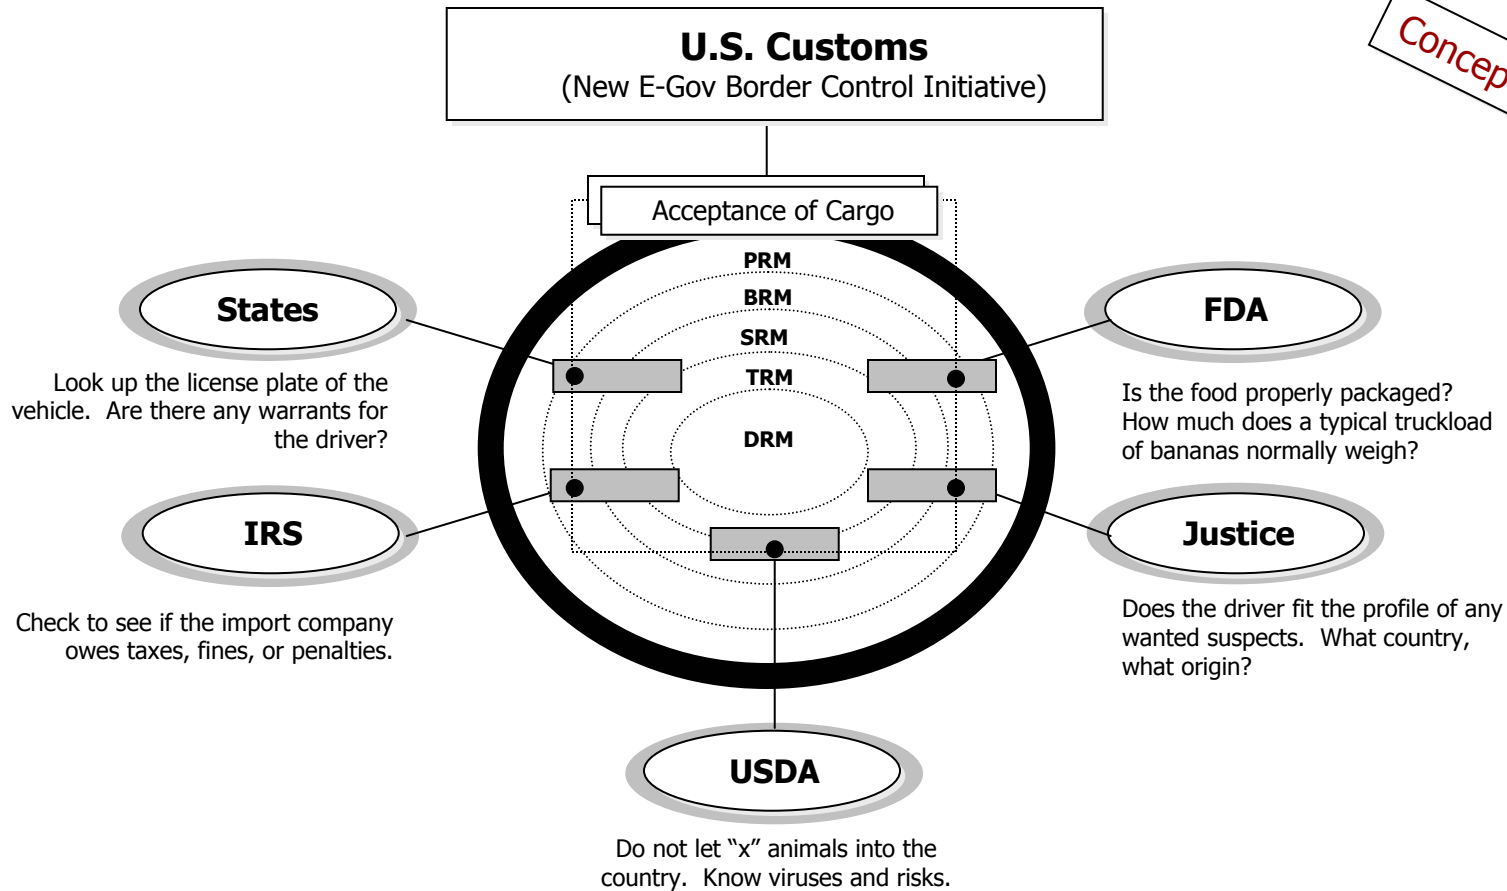 U.S. Customs
(New E-Gov Border Control Initiative)
Acceptance of Cargo
PRM
BRM
SRM
TRM
DRM
States
Look up the license plate of the
vehicle.  Are there any warrants for
the driver?
IRS
Check to see if the import company
owes taxes, fines, or penalties.
FDA
Is the food properly packaged?
How much does a typical truckload
of bananas normally weigh?
Justice
Does the driver fit the profile of any
wanted suspects.  What country,
what origin?
USDA
Do not let “x” animals into the
country.  Know viruses and risks.